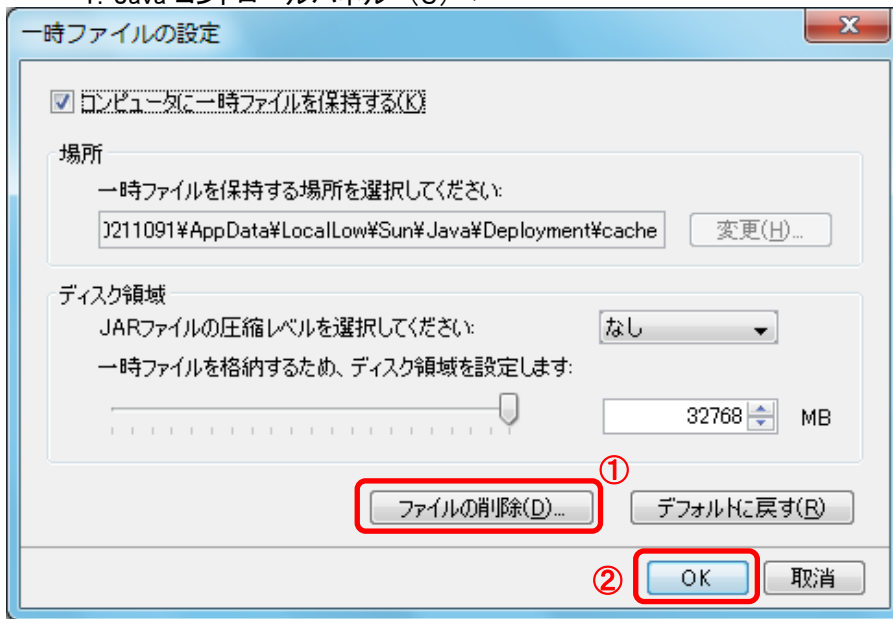 一時ファイルの設定
コンピュータに一時ファイルを保持する(K)
場所
一時ファイルを保持する場所を選択してください:
0211091¥AppData¥LocalLow¥Sun¥Java¥Deployment¥cache 変更(H)...
ディスク領域
JARファイルの圧縮レベルを選択してください: なし
一時ファイルを格納するため、ディスク領域を設定します:
32768 MB
①
ファイルの削除(D)... デフォルトに戻す(R)
② OK 取消